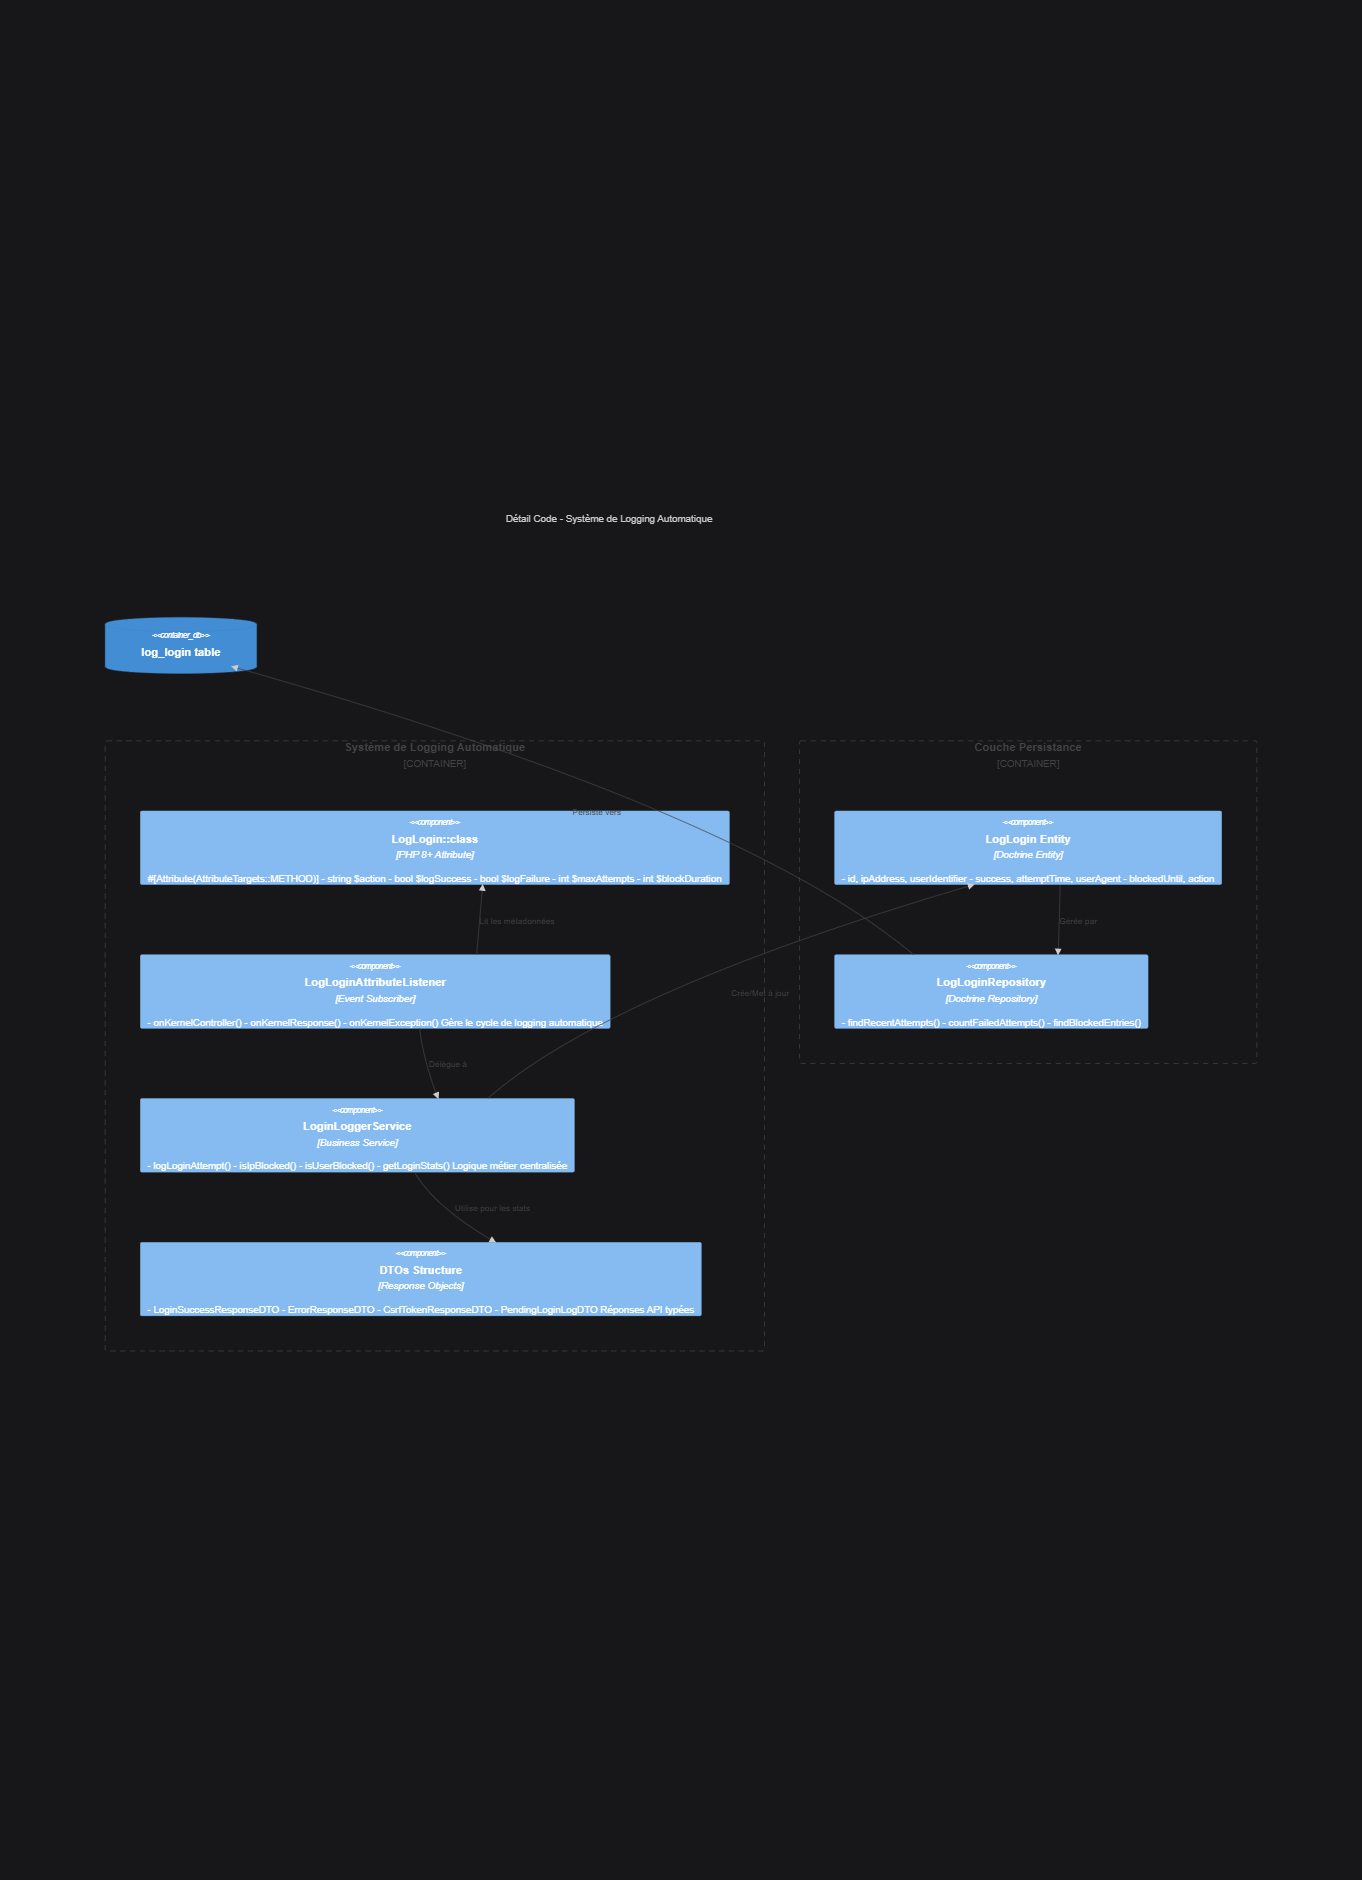 Détail Code - Système de Logging Automatique
<<container_db>>
log_login table
Système de Logging Automatique
[CONTAINER]
Couche Persistance
[CONTAINER]
Persiste vers
<<component>>
LogLogin::class
[PHP 8+ Attribute]
#[Attribute(AttributeTargets::METHOD)] - string $action - bool $logSuccess - bool $logFailure - int $maxAttempts - int $blockDuration
<<component>>
LogLogin Entity
[Doctrine Entity]
- id, ipAddress, userIdentifier - success, attemptTime, userAgent - blockedUntil, action
Lit les métadonnées
Gérée par
<<component>>
LogLoginAttributeListener
[Event Subscriber]
- onKernelController() - onKernelResponse() - onKernelException() Gère le cycle de logging automatique
Crée/Met à jour
<<component>>
LogLoginRepository
[Doctrine Repository]
- findRecentAttempts() - countFailedAttempts() - findBlockedEntries()
Délègue à
<<component>>
LoginLoggerService
[Business Service]
- logLoginAttempt() - isIpBlocked() - isUserBlocked() - getLoginStats() Logique métier centralisée
Utilise pour les stats
<<component>>
DTOs Structure
[Response Objects]
- LoginSuccessResponseDTO - ErrorResponseDTO - CsrfTokenResponseDTO - PendingLoginLogDTO Réponses API typées